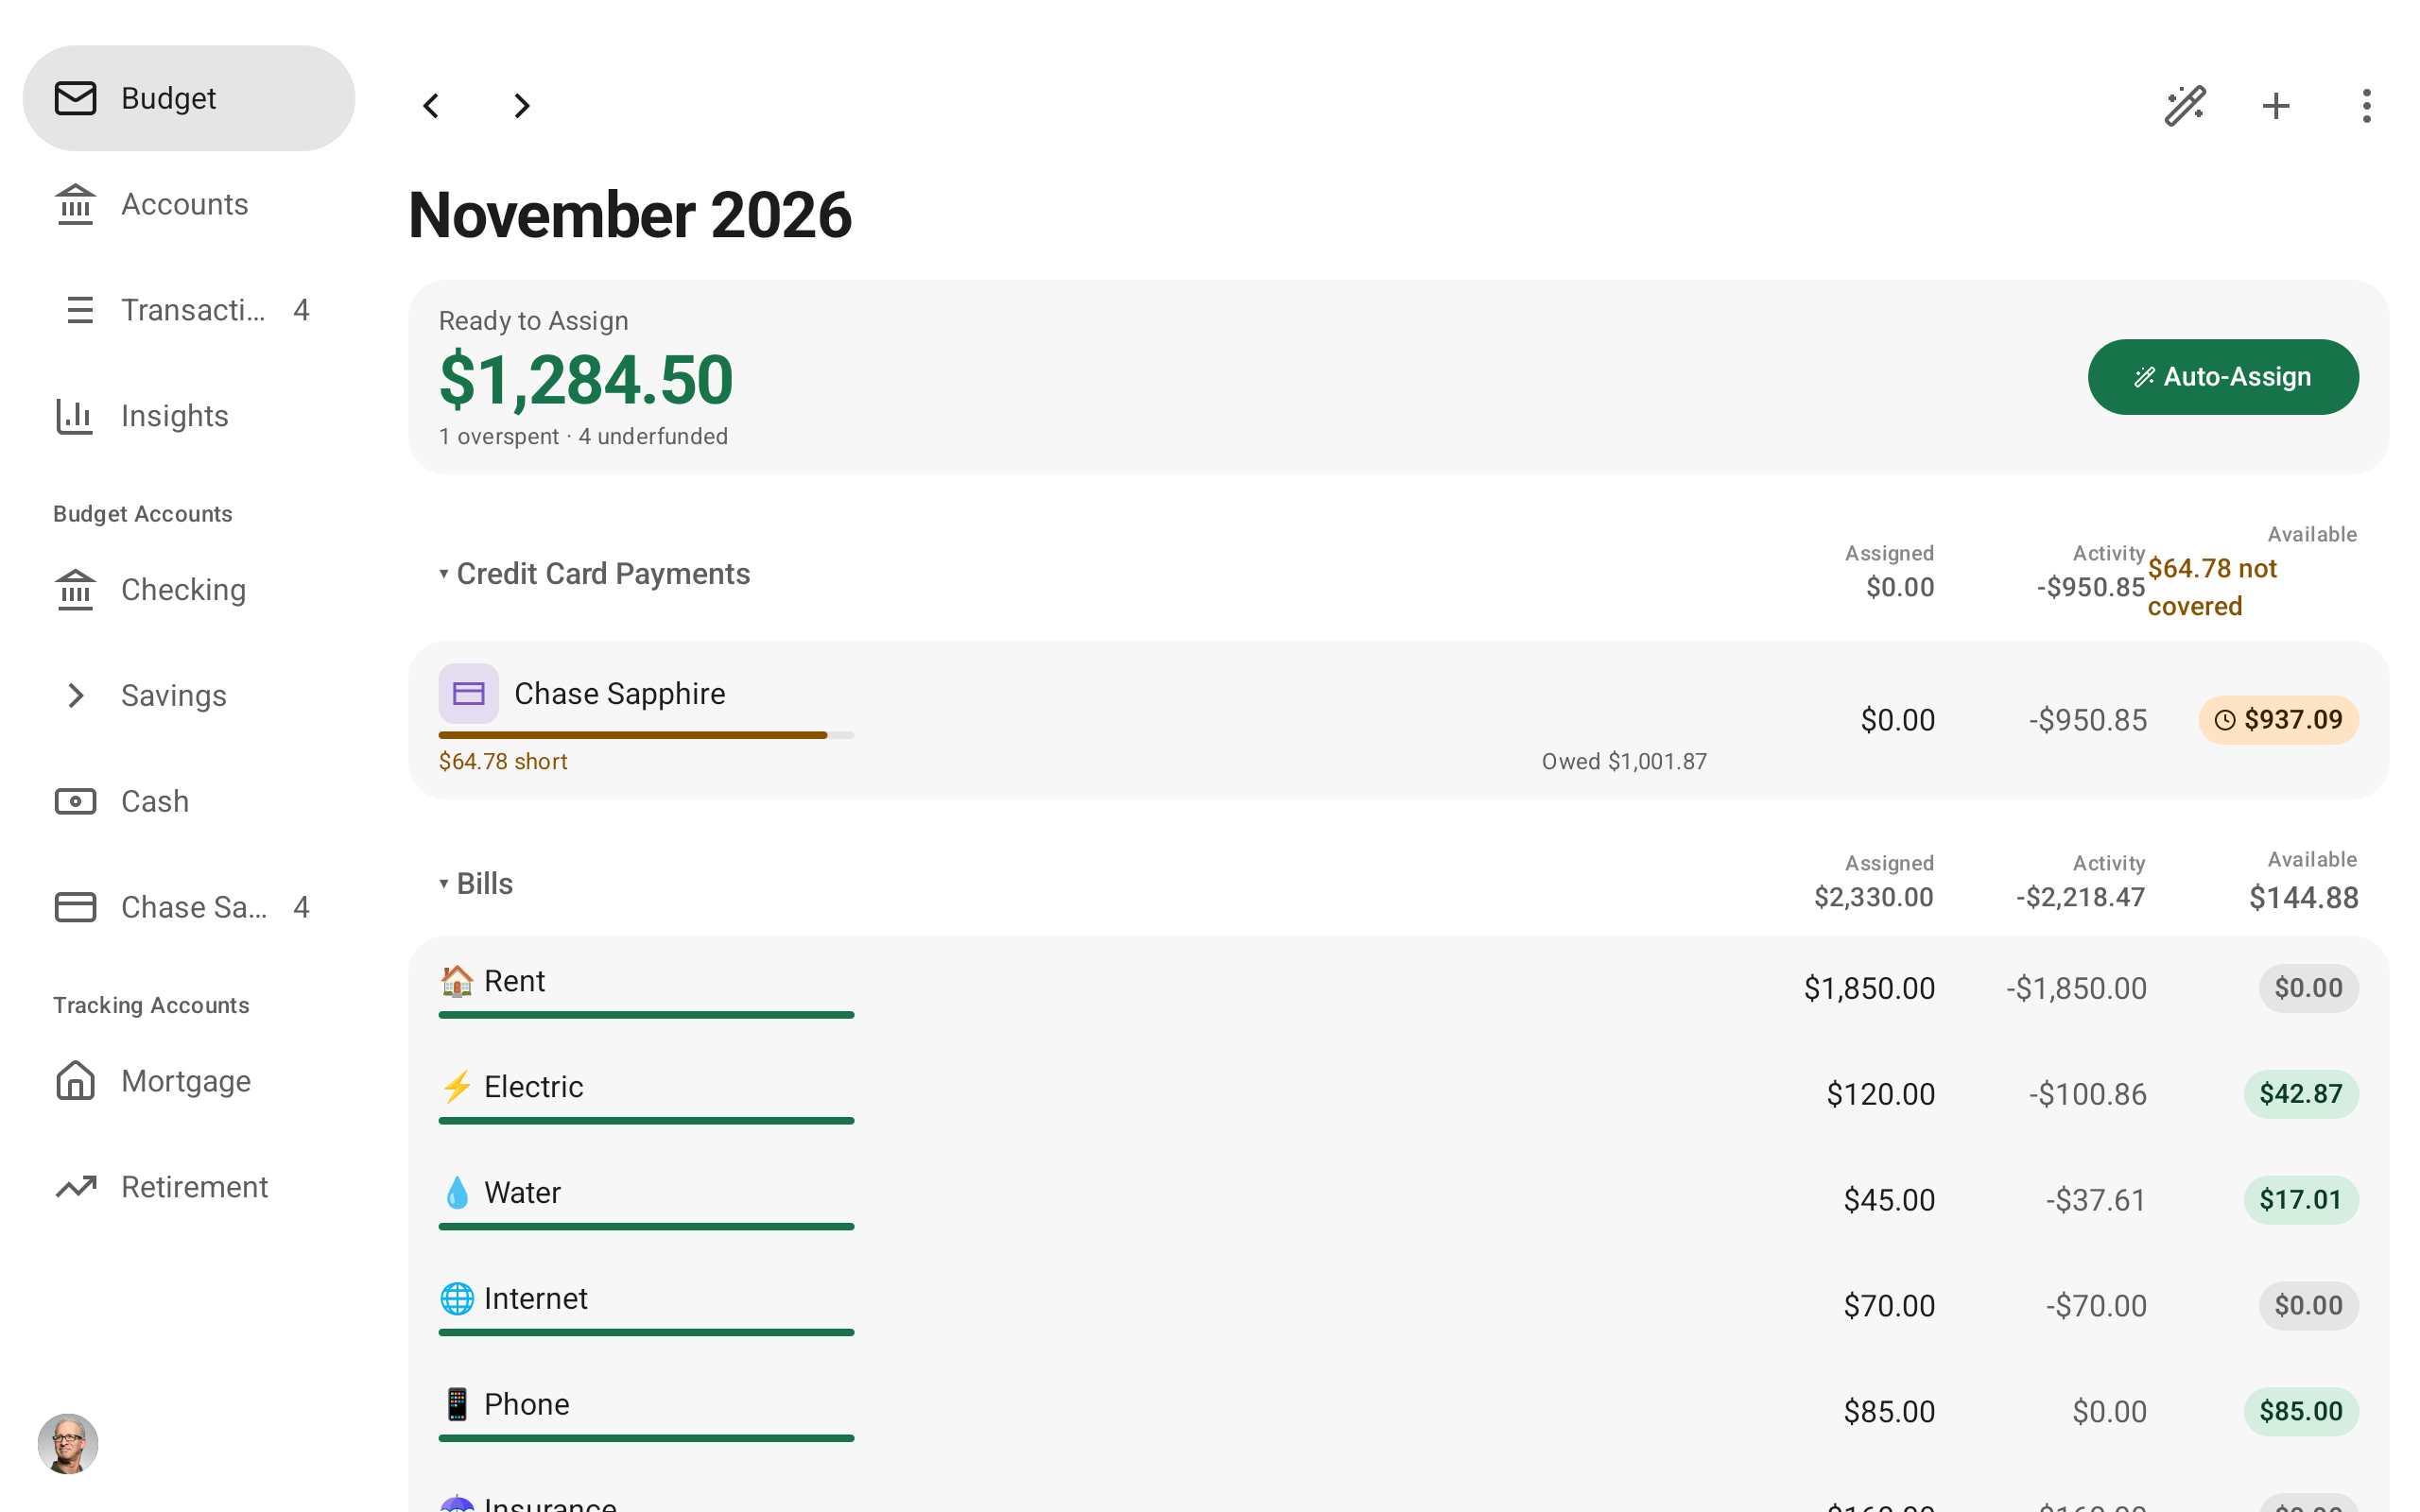 Budget
Accounts
Transacti... 4
Insights
Budget Accounts
Checking
Savings
Cash
Chase Sa... 4
Tracking Accounts
Mortgage
Retirement
November 2026
Ready to Assign
$1,284.50
1 overspent · 4 underfunded
Auto-Assign
Credit Card Payments
Assigned
$0.00
Activity
-$950.85
Available
$64.78 not
covered
Chase Sapphire
$64.78 short
Owed $1,001.87
$0.00
-$950.85
$937.09
Bills
Assigned
$2,330.00
Activity
-$2,218.47
Available
$144.88
Rent $1,850.00 -$1,850.00 $0.00
Electric $120.00 -$100.86 $42.87
Water $45.00 -$37.61 $17.01
Internet $70.00 -$70.00 $0.00
Phone $85.00 $0.00 $85.00
Insurance